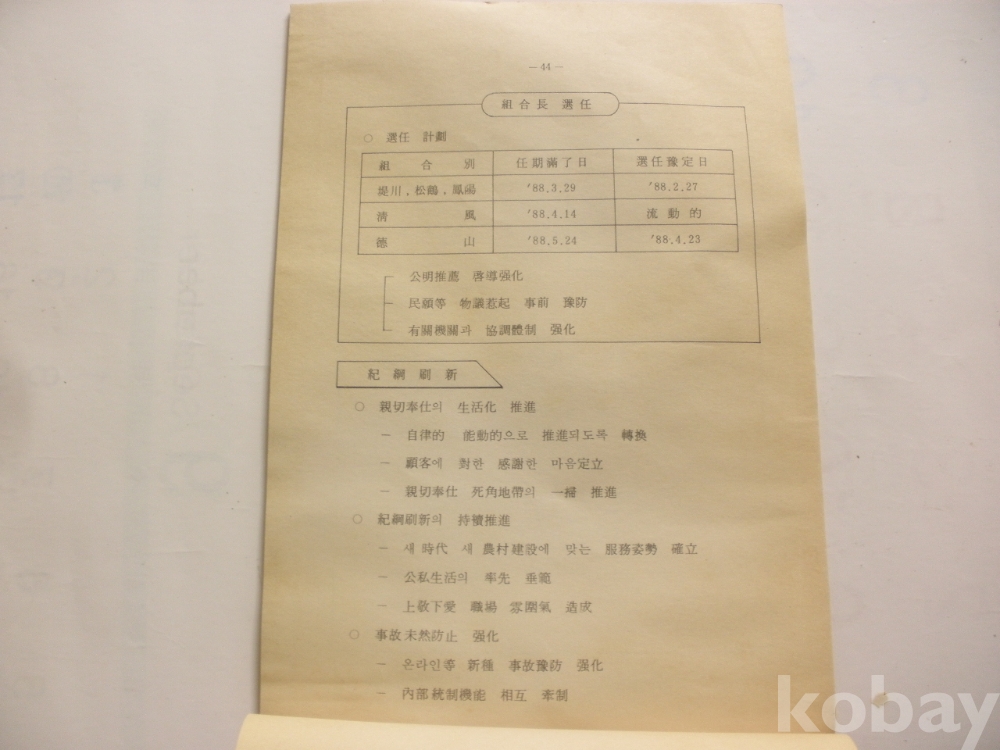 －44－
組合長 選任
○ 選任 計劃
組合別 任期滿了日 選任豫定日
堤川, 松鶴, 鳳陽 '88.3.29 '88.2.27
淸風 '88.4.14 流動的
德山 '88.5.24 '88.4.23
公明推薦 啓導强化
民願等 物議惹起 事前 豫防
有關機關과 協調體制 强化
紀綱刷新
○ 親切奉仕의 生活化 推進
－ 自律的 能動的으로 推進되도록 轉換
－ 顧客에 對한 感謝한 마음定立
－ 親切奉仕 死角地帶의 一掃 推進
○ 紀綱刷新의 持續推進
－ 새 時代 새 農村建設에 맞는 服務姿勢 確立
－ 公私生活의 率先 垂範
－ 上敬下愛 職場 雰圍氣 造成
○ 事故未然防止 强化
－ 온라인等 新種 事故豫防 强化
－ 內部統制機能 相互 牽制
kobay